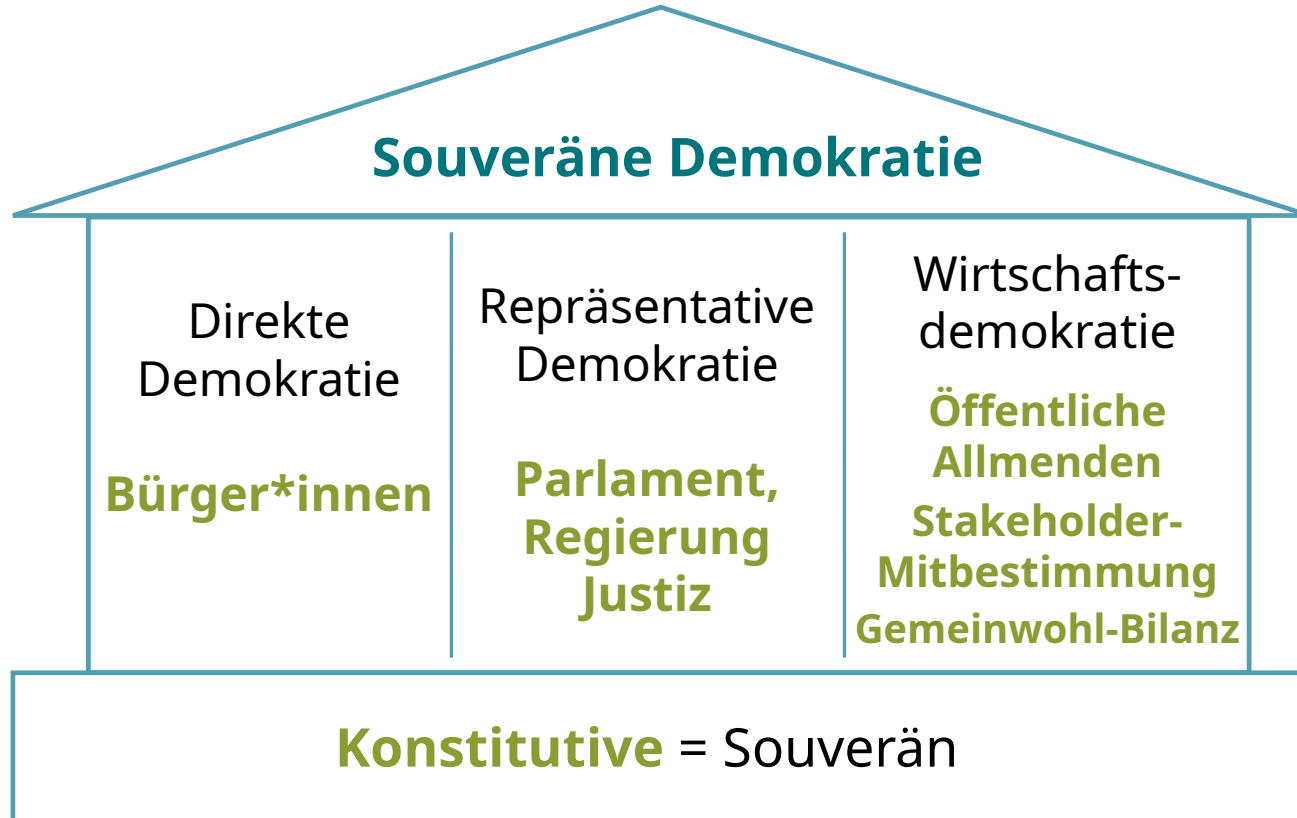 Souveräne Demokratie
Direkte
Demokratie
Bürger*innen
Repräsentative
Demokratie
Parlament,
Regierung
Justiz
Wirtschafts-
demokratie
Öffentliche
Allmenden
Stakeholder-
Mitbestimmung
Gemeinwohl-Bilanz
Konstitutive = Souverän